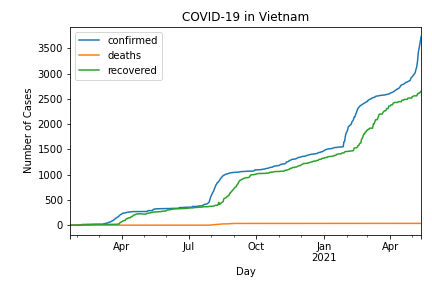 COVID-19 in Vietnam
confirmed
deaths
recovered
Number of Cases
3500
3000
2500
2000
1500
1000
500
0
Apr
Jul
Oct
Jan
2021
Apr
Day